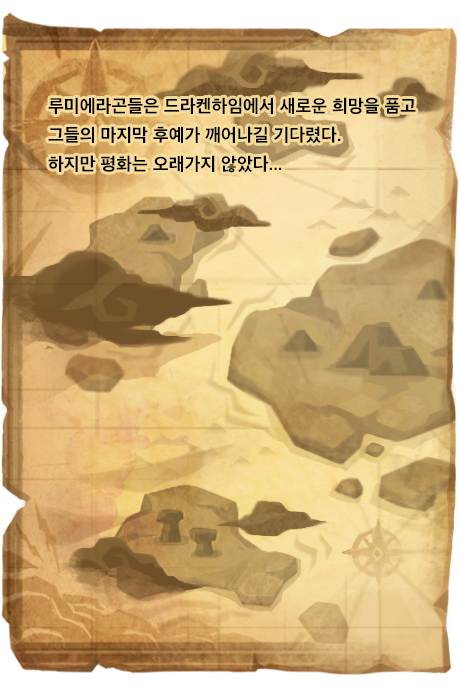 루미에라곤들은 드라켄하임에서 새로운 희망을 품고
그들의 마지막 후예가 깨어나길 기다렸다.
하지만 평화는 오래가지 않았다...